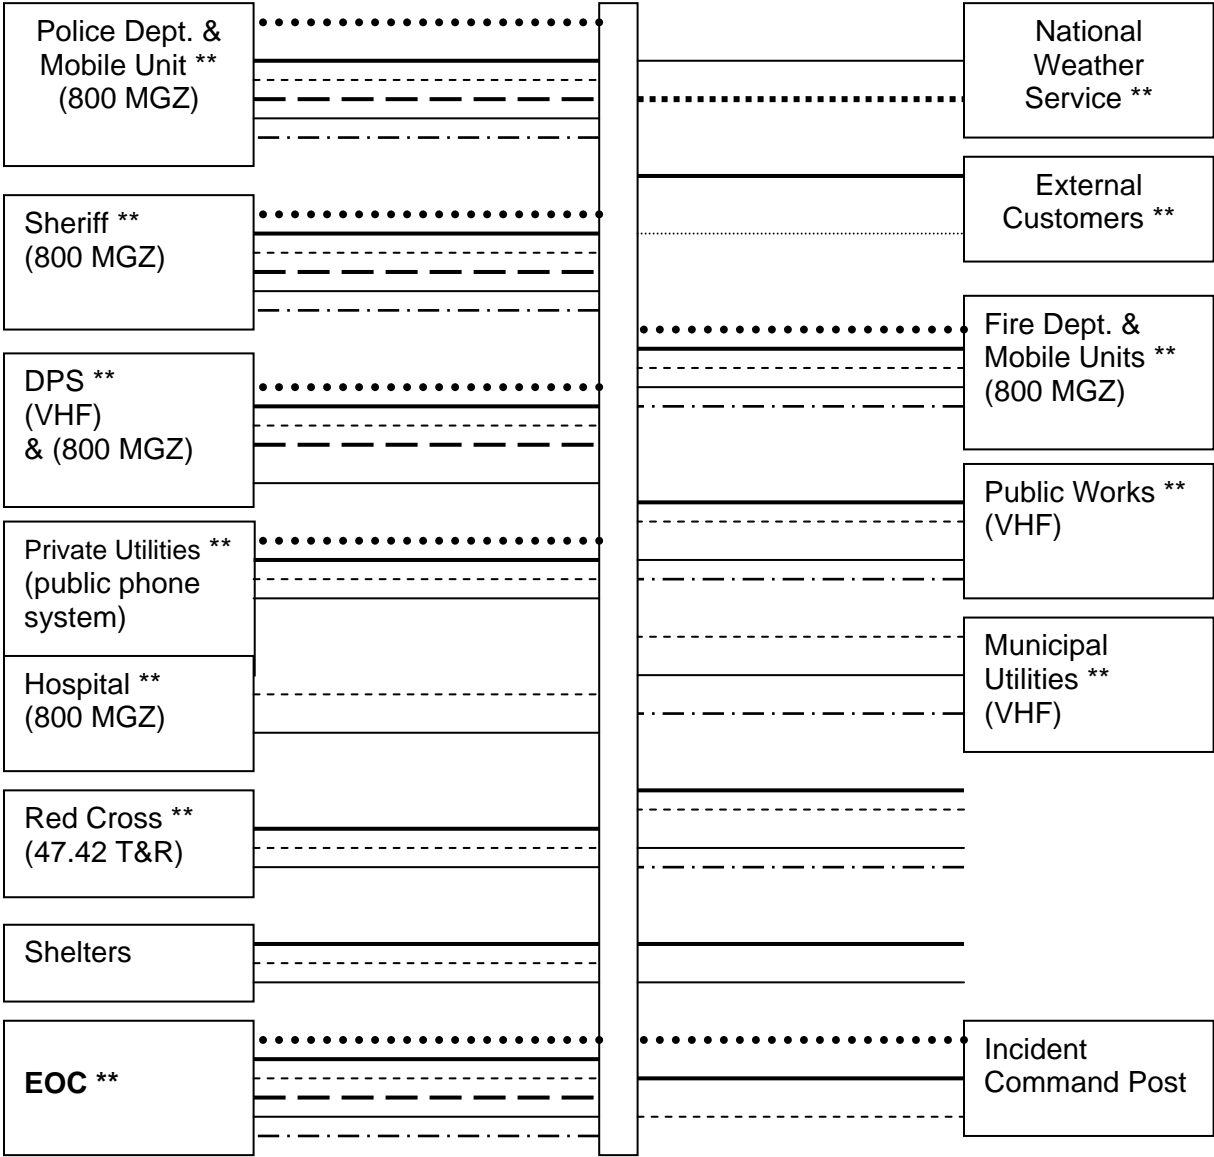 Police Dept. &
Mobile Unit **
(800 MGZ)
Sheriff **
(800 MGZ)
DPS **
(VHF)
& (800 MGZ)
Private Utilities **
(public phone
system)
Hospital **
(800 MGZ)
Red Cross **
(47.42 T&R)
Shelters
EOC **
National
Weather
Service **
External
Customers **
Fire Dept. &
Mobile Units **
(800 MGZ)
Public Works **
(VHF)
Municipal
Utilities **
(VHF)
Incident
Command Post